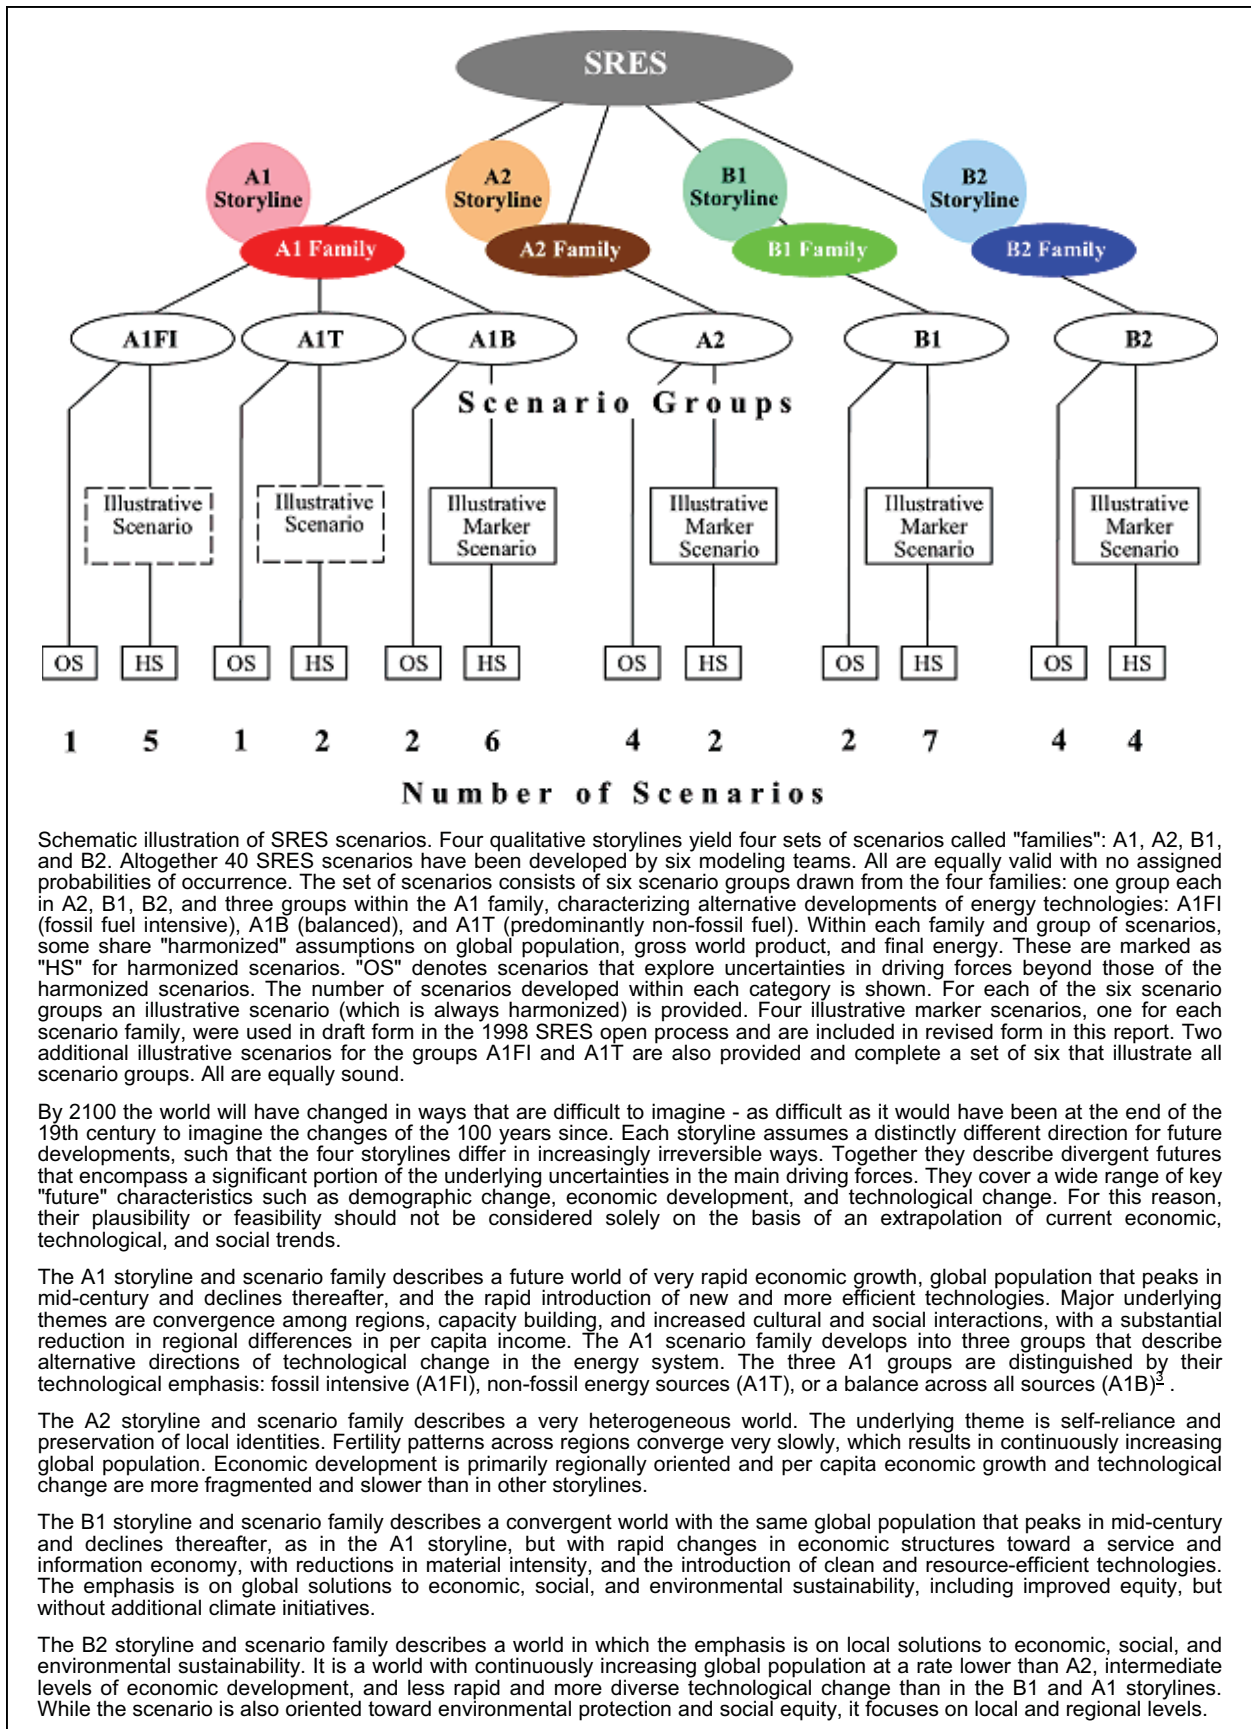 SRES
A1
Storyline
A2
Storyline
B1
Storyline
B2
Storyline
A1 Family
A2 Family
B1 Family
B2 Family
A1FI
A1T
A1B
A2
B1
B2
Scenario Groups
Illustrative
Scenario
Illustrative
Scenario
Illustrative
Marker
Scenario
Illustrative
Marker
Scenario
Illustrative
Marker
Scenario
Illustrative
Marker
Scenario
OS HS OS HS OS HS OS HS OS HS OS HS
1 5 1 2 2 6 4 2 2 7 4 4
Number of Scenarios
Schematic illustration of SRES scenarios. Four qualitative storylines yield four sets of scenarios called "families": A1, A2, B1,
and B2. Altogether 40 SRES scenarios have been developed by six modeling teams. All are equally valid with no assigned
probabilities of occurrence. The set of scenarios consists of six scenario groups drawn from the four families: one group each
in A2, B1, B2, and three groups within the A1 family, characterizing alternative developments of energy technologies: A1FI
(fossil fuel intensive), A1B (balanced), and A1T (predominantly non-fossil fuel). Within each family and group of scenarios,
some share "harmonized" assumptions on global population, gross world product, and final energy. These are marked as
"HS" for harmonized scenarios. "OS" denotes scenarios that explore uncertainties in driving forces beyond those of the
harmonized scenarios. The number of scenarios developed within each category is shown. For each of the six scenario
groups an illustrative scenario (which is always harmonized) is provided. Four illustrative marker scenarios, one for each
scenario family, were used in draft form in the 1998 SRES open process and are included in revised form in this report. Two
additional illustrative scenarios for the groups A1FI and A1T are also provided and complete a set of six that illustrate all
scenario groups. All are equally sound.
By 2100 the world will have changed in ways that are difficult to imagine - as difficult as it would have been at the end of the
19th century to imagine the changes of the 100 years since. Each storyline assumes a distinctly different direction for future
developments, such that the four storylines differ in increasingly irreversible ways. Together they describe divergent futures
that encompass a significant portion of the underlying uncertainties in the main driving forces. They cover a wide range of key
"future" characteristics such as demographic change, economic development, and technological change. For this reason,
their plausibility or feasibility should not be considered solely on the basis of an extrapolation of current economic,
technological, and social trends.
The A1 storyline and scenario family describes a future world of very rapid economic growth, global population that peaks in
mid-century and declines thereafter, and the rapid introduction of new and more efficient technologies. Major underlying
themes are convergence among regions, capacity building, and increased cultural and social interactions, with a substantial
reduction in regional differences in per capita income. The A1 scenario family develops into three groups that describe
alternative directions of technological change in the energy system. The three A1 groups are distinguished by their
technological emphasis: fossil intensive (A1FI), non-fossil energy sources (A1T), or a balance across all sources (A1B)3 .
The A2 storyline and scenario family describes a very heterogeneous world. The underlying theme is self-reliance and
preservation of local identities. Fertility patterns across regions converge very slowly, which results in continuously increasing
global population. Economic development is primarily regionally oriented and per capita economic growth and technological
change are more fragmented and slower than in other storylines.
The B1 storyline and scenario family describes a convergent world with the same global population that peaks in mid-century
and declines thereafter, as in the A1 storyline, but with rapid changes in economic structures toward a service and
information economy, with reductions in material intensity, and the introduction of clean and resource-efficient technologies.
The emphasis is on global solutions to economic, social, and environmental sustainability, including improved equity, but
without additional climate initiatives.
The B2 storyline and scenario family describes a world in which the emphasis is on local solutions to economic, social, and
environmental sustainability. It is a world with continuously increasing global population at a rate lower than A2, intermediate
levels of economic development, and less rapid and more diverse technological change than in the B1 and A1 storylines.
While the scenario is also oriented toward environmental protection and social equity, it focuses on local and regional levels.